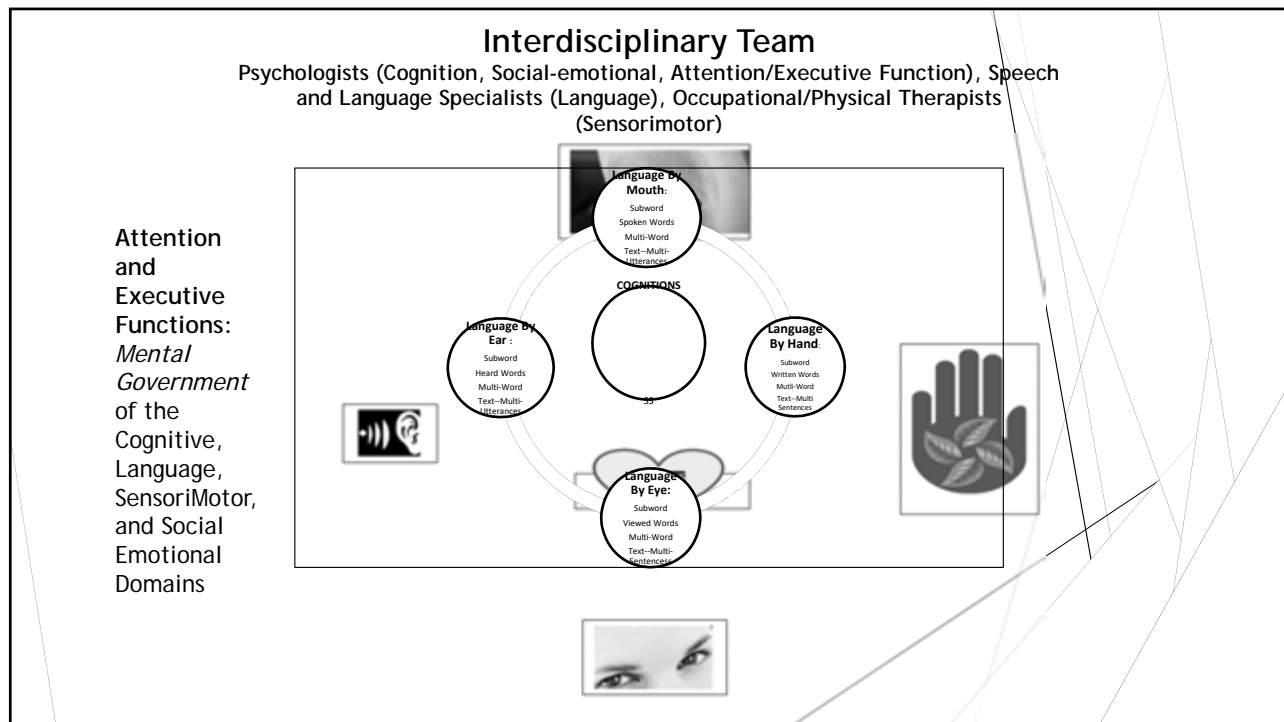 Interdisciplinary Team
Psychologists (Cognition, Social-emotional, Attention/Executive Function), Speech
and Language Specialists (Language), Occupational/Physical Therapists
(Sensorimotor)
Attention
and
Executive
Functions:
Mental
Government
of the
Cognitive,
Language,
SensoriMotor,
and Social
Emotional
Domains
Language By
Mouth:
Subword
Spoken Words
Multi-Word
Text--Multi-
Utterances
COGNITIONS
Language By
Ear :
Subword
Heard Words
Multi-Word
Text--Multi-
Utterances
Language
By Hand:
Subword
Written Words
Mutli-Word
Text--Multi
Sentences
Language
By Eye:
Subword
Viewed Words
Multi-Word
Text--Multi-
Sentencess